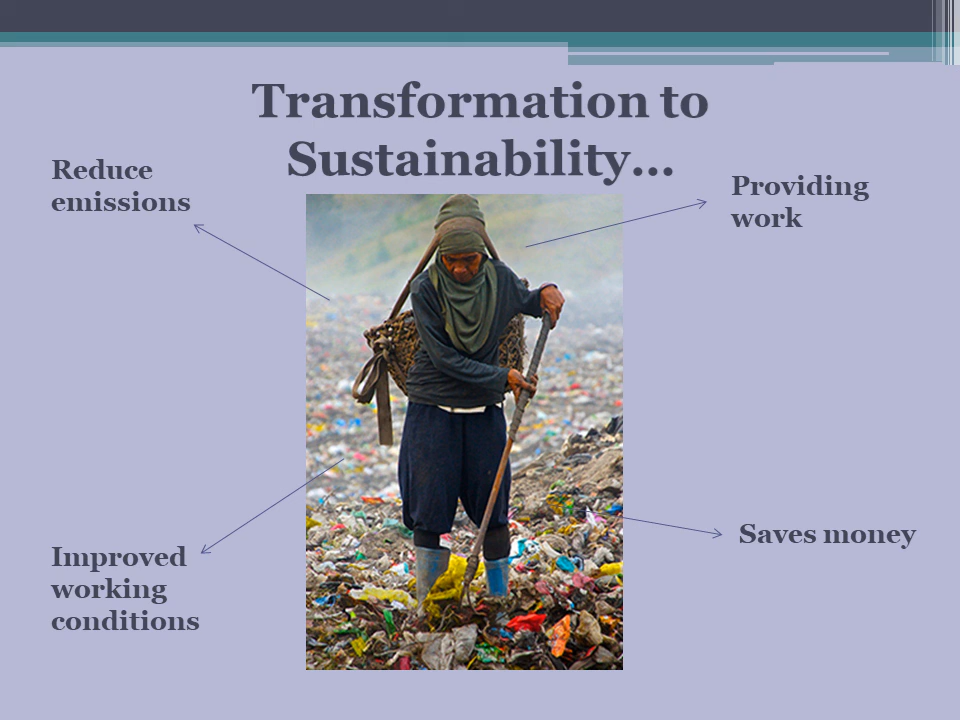 Transformation to
Sustainability...
Reduce
emissions
Providing
work
Improved
working
conditions
Saves money